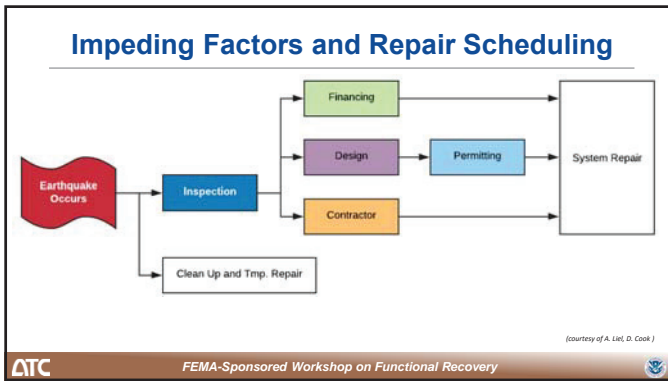 Impeding Factors and Repair Scheduling
Financing
Design
Permitting
System Repair
Earthquake
Occurs
Inspection
Contractor
Clean Up and Tmp. Repair
(courtesy of A. Liel, D. Cook )
ATC
FEMA-Sponsored Workshop on Functional Recovery